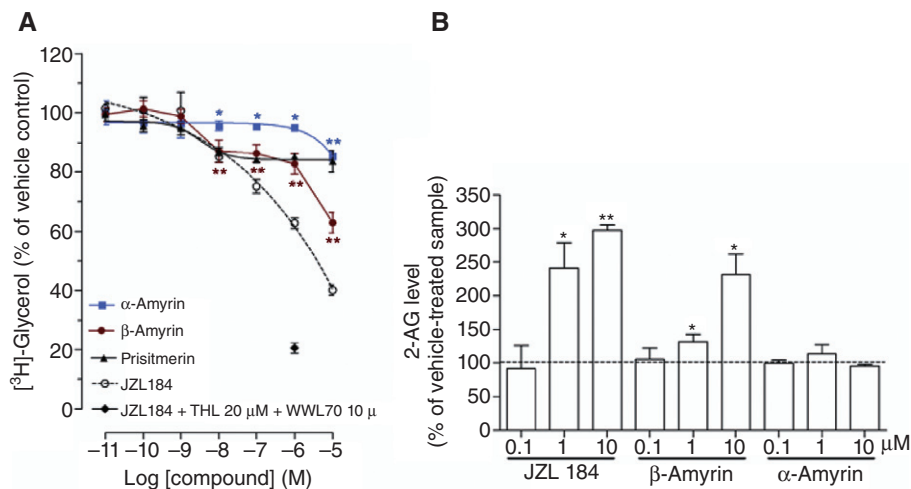 A
[³H]-Glycerol (% of vehicle control)
120
100
80
60
40
20
0
* * * **
** ** ** **
α-Amyrin
β-Amyrin
Prisitmerin
JZL184
JZL184 + THL 20 μM + WWL70 10 μ
−11 −10 −9 −8 −7 −6 −5
Log [compound] (M)
B
2-AG level
(% of vehicle-treated sample)
350
300
250
200
150
100
50
0
* ** * *
0.1 1 10 0.1 1 10 0.1 1 10 μM
JZL 184 β-Amyrin α-Amyrin